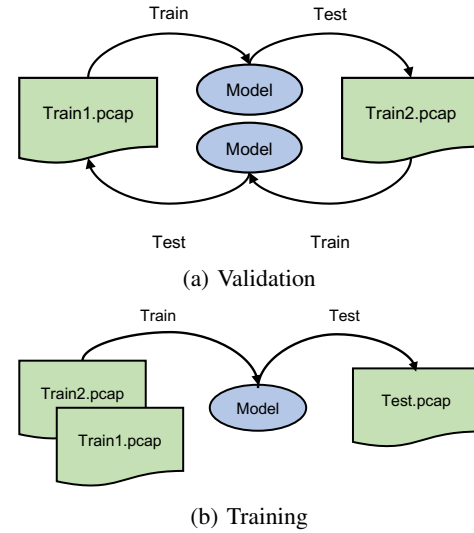 Train
Test
Model
Train1.pcap
Train2.pcap
Model
Test
Train
(a) Validation
Train
Test
Train2.pcap
Model
Test.pcap
Train1.pcap
(b) Training